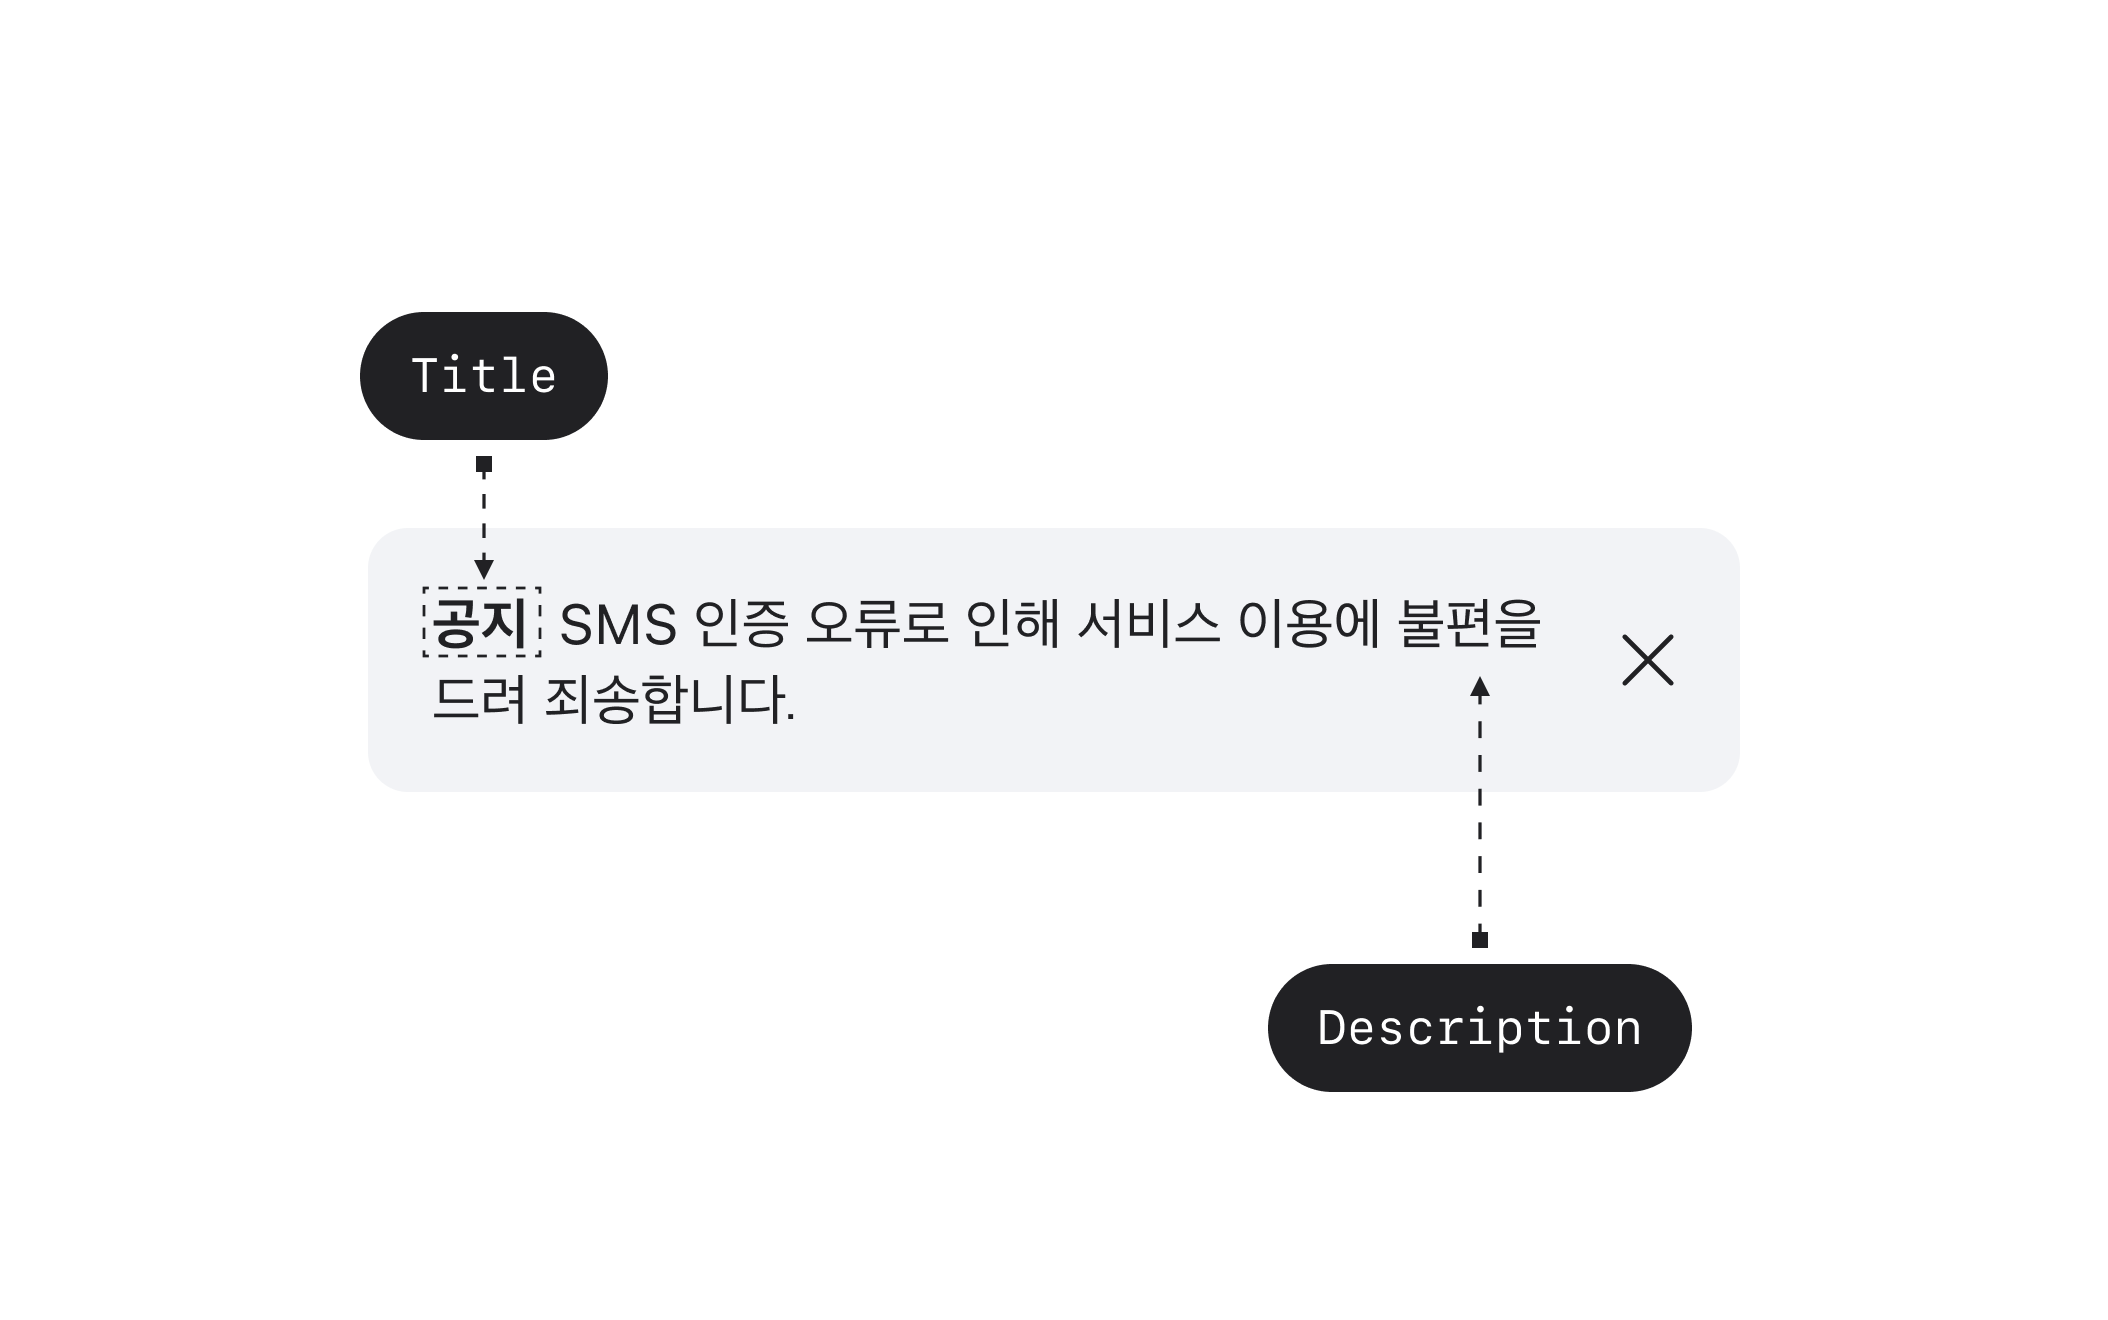 Title
공지 SMS 인증 오류로 인해 서비스 이용에 불편을
드려 죄송합니다.
Description